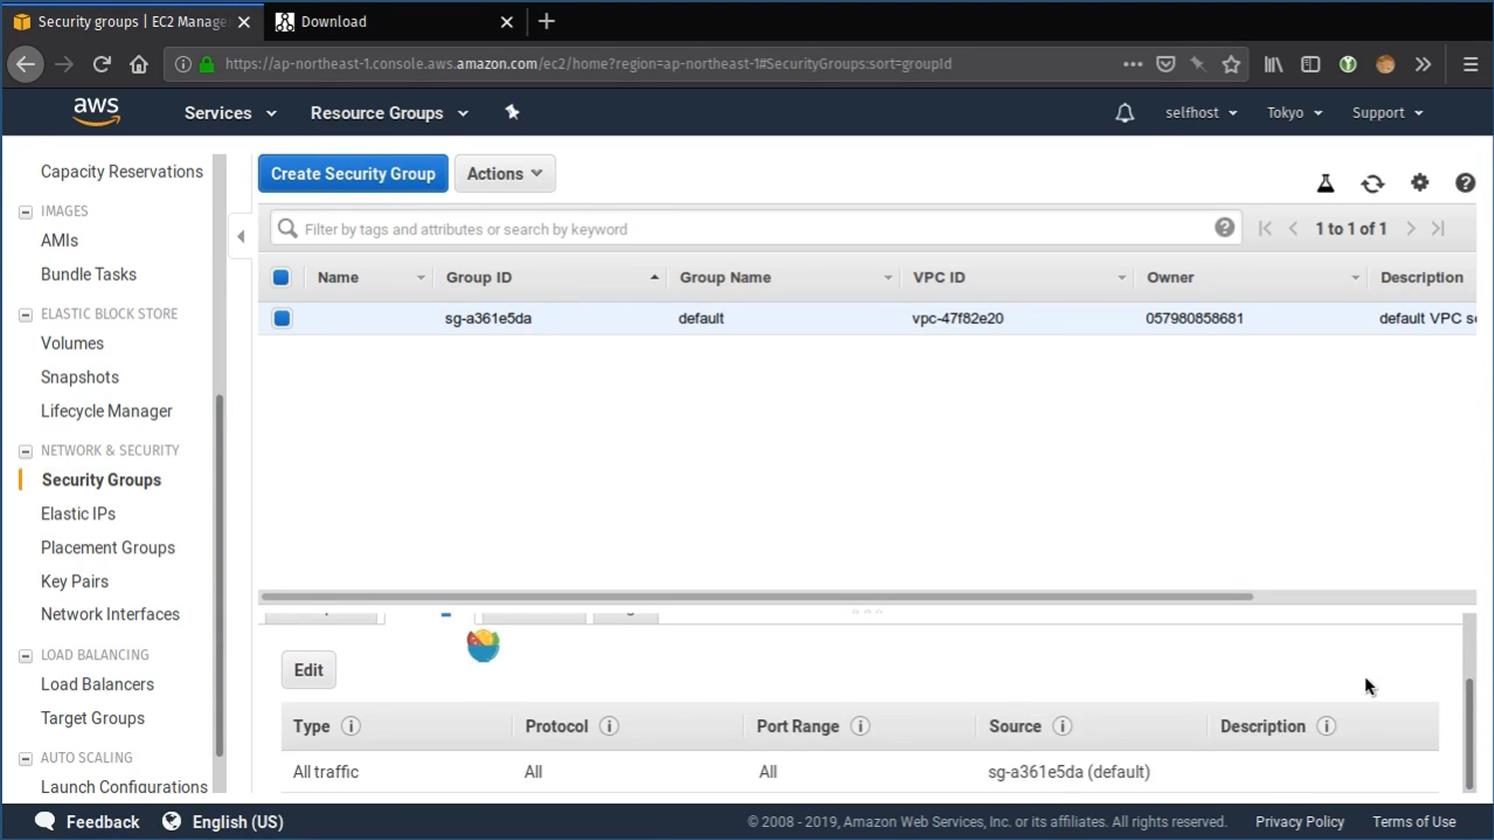 Security groups | EC2 Manage
Download
https://ap-northeast-1.console.aws.amazon.com/ec2/home?region=ap-northeast-1#SecurityGroups:sort=groupId
aws
Services
Resource Groups
selfhost
Tokyo
Support
Capacity Reservations
IMAGES
AMIs
Bundle Tasks
ELASTIC BLOCK STORE
Volumes
Snapshots
Lifecycle Manager
NETWORK & SECURITY
Security Groups
Elastic IPs
Placement Groups
Key Pairs
Network Interfaces
LOAD BALANCING
Load Balancers
Target Groups
AUTO SCALING
Launch Configurations
Create Security Group
Actions
Filter by tags and attributes or search by keyword
1 to 1 of 1
Name Group ID Group Name VPC ID Owner Description
sg-a361e5da default vpc-47f82e20 057980858681 default VPC s
Edit
Type Protocol Port Range Source Description
All traffic All All sg-a361e5da (default)
Feedback
English (US)
© 2008 - 2019, Amazon Web Services, Inc. or its affiliates. All rights reserved.
Privacy Policy
Terms of Use